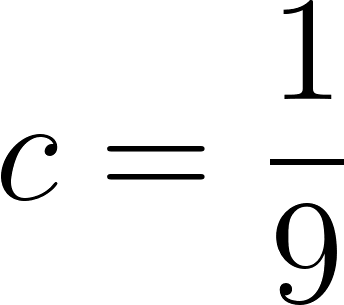 c = 1/9